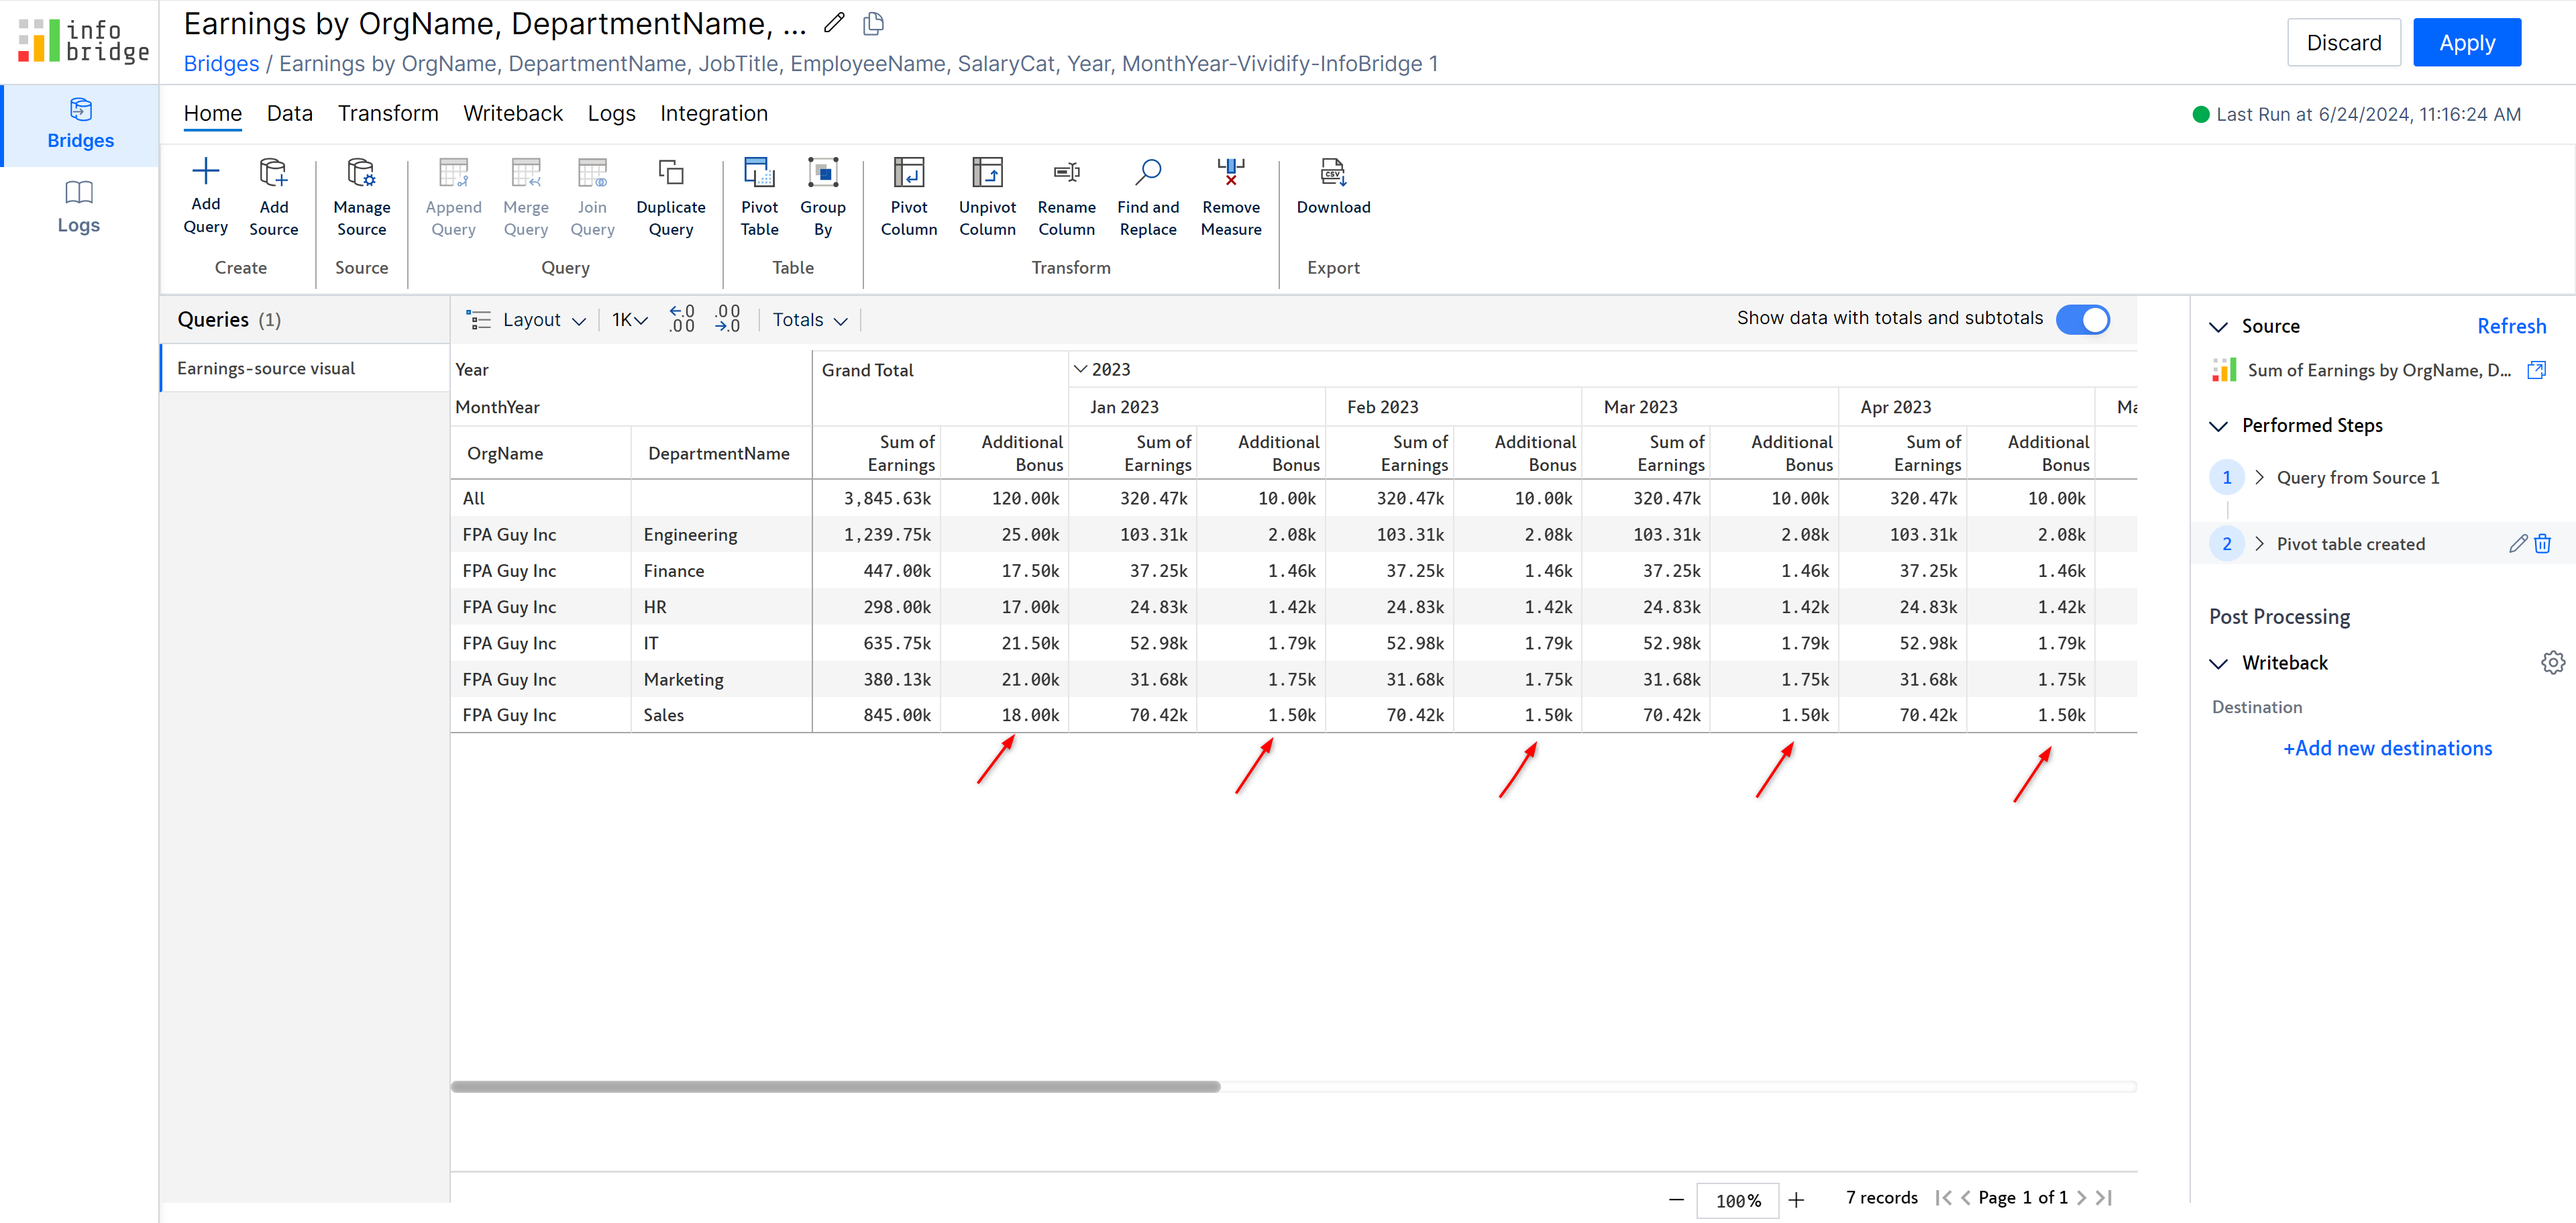 info
bridge
Earnings by OrgName, DepartmentName, ...
Bridges / Earnings by OrgName, DepartmentName, JobTitle, EmployeeName, SalaryCat, Year, MonthYear-Vividify-InfoBridge 1
Discard
Apply
Bridges
Logs
Home Data Transform Writeback Logs Integration
Last Run at 6/24/2024, 11:16:24 AM
Add Query
Add Source
Create
Manage Source
Source
Append Query
Merge Query
Join Query
Duplicate Query
Query
Pivot Table
Group By
Table
Pivot Column
Unpivot Column
Rename Column
Find and Replace
Remove Measure
Transform
CSV
Download
Export
Queries (1)
Earnings-source visual
Layout 1K .0 .00 .00 .0 Totals
Show data with totals and subtotals
Year Grand Total 2023
MonthYear Jan 2023 Feb 2023 Mar 2023 Apr 2023 Ma
OrgName DepartmentName Sum of Earnings Additional Bonus Sum of Earnings Additional Bonus Sum of Earnings Additional Bonus Sum of Earnings Additional Bonus Sum of Earnings Additional Bonus
All 3,845.63k 120.00k 320.47k 10.00k 320.47k 10.00k 320.47k 10.00k 320.47k 10.00k
FPA Guy Inc Engineering 1,239.75k 25.00k 103.31k 2.08k 103.31k 2.08k 103.31k 2.08k 103.31k 2.08k
FPA Guy Inc Finance 447.00k 17.50k 37.25k 1.46k 37.25k 1.46k 37.25k 1.46k 37.25k 1.46k
FPA Guy Inc HR 298.00k 17.00k 24.83k 1.42k 24.83k 1.42k 24.83k 1.42k 24.83k 1.42k
FPA Guy Inc IT 635.75k 21.50k 52.98k 1.79k 52.98k 1.79k 52.98k 1.79k 52.98k 1.79k
FPA Guy Inc Marketing 380.13k 21.00k 31.68k 1.75k 31.68k 1.75k 31.68k 1.75k 31.68k 1.75k
FPA Guy Inc Sales 845.00k 18.00k 70.42k 1.50k 70.42k 1.50k 70.42k 1.50k 70.42k 1.50k
100% 7 records Page 1 of 1
Source Refresh
Sum of Earnings by OrgName, D...
Performed Steps
1 Query from Source 1
2 Pivot table created
Post Processing
Writeback
Destination
+Add new destinations